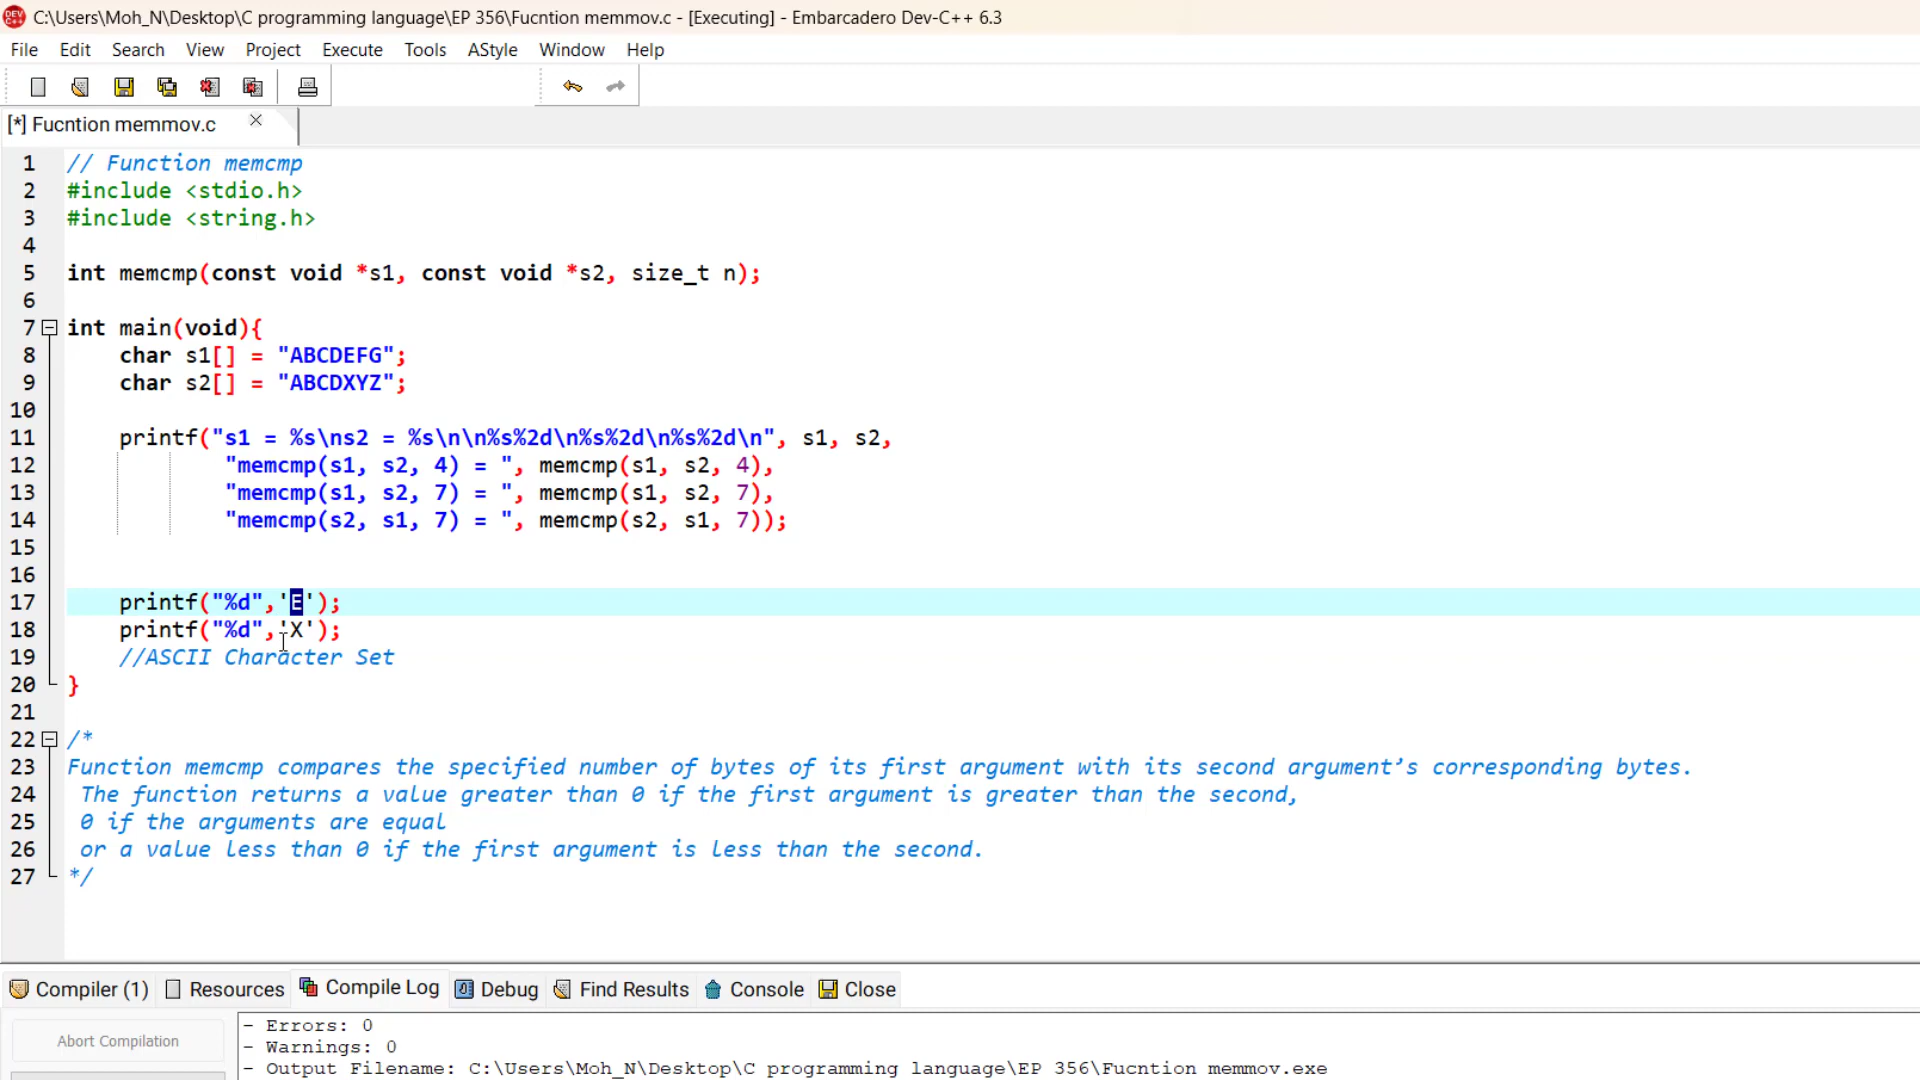 C:\Users\Moh_N\Desktop\C programming language\EP 356\Fucntion memmov.c - [Executing] - Embarcadero Dev-C++ 6.3
File Edit Search View Project Execute Tools AStyle Window Help
[*] Fucntion memmov.c
1 // Function memcmp
2 #include <stdio.h>
3 #include <string.h>
4
5 int memcmp(const void *s1, const void *s2, size_t n);
6
7 int main(void){
8 char s1[] = "ABCDEFG";
9 char s2[] = "ABCDXYZ";
10
11 printf("s1 = %s\ns2 = %s\n\n%s%2d\n%s%2d\n%s%2d\n", s1, s2,
12 "memcmp(s1, s2, 4) = ", memcmp(s1, s2, 4),
13 "memcmp(s1, s2, 7) = ", memcmp(s1, s2, 7),
14 "memcmp(s2, s1, 7) = ", memcmp(s2, s1, 7));
15
16
17 printf("%d",'E');
18 printf("%d",'X');
19 //ASCII Character Set
20 }
21
22 /*
23 Function memcmp compares the specified number of bytes of its first argument with its second argument’s corresponding bytes.
24 The function returns a value greater than 0 if the first argument is greater than the second,
25 0 if the arguments are equal
26 or a value less than 0 if the first argument is less than the second.
27 */
Compiler (1) Resources Compile Log Debug Find Results Console Close
Abort Compilation
- Errors: 0
- Warnings: 0
- Output Filename: C:\Users\Moh_N\Desktop\C programming language\EP 356\Fucntion memmov.exe